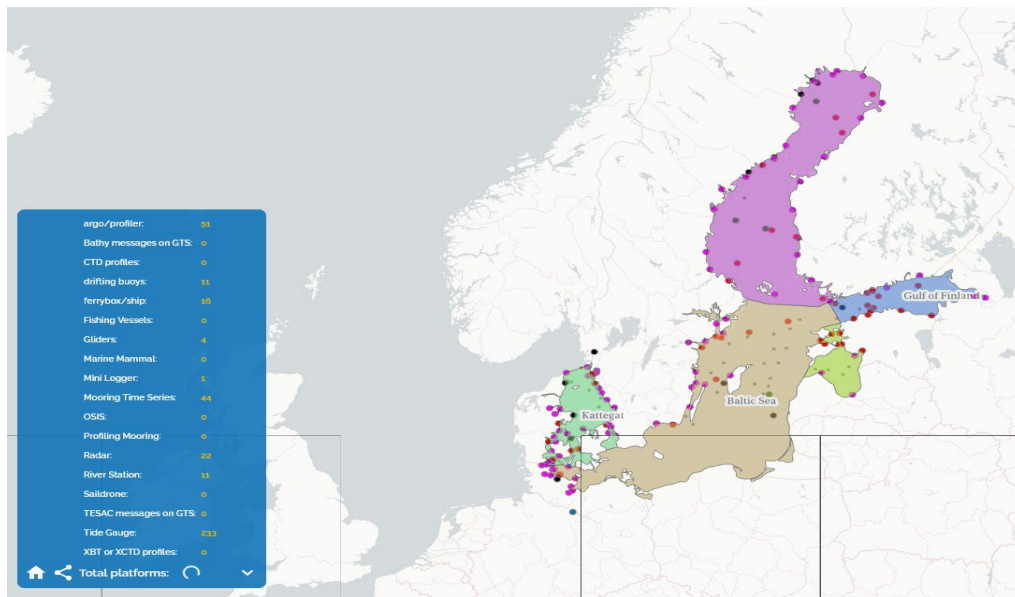 argo/profiler: 51
Bathy messages on GTS: 0
CTD profiles: 0
drifting buoys: 11
ferrybox/ship: 16
Fishing Vessels: 0
Gliders: 4
Marine Mammal: 0
Mini Logger: 1
Mooring Time Series: 44
OSIS: 0
Profiling Mooring: 0
Radar: 22
River Station: 11
Saildrone: 0
TESAC messages on GTS: 0
Tide Gauge: 233
XBT or XCTD profiles: 0
Total platforms:
Gulf of Finland
Baltic Sea
Kattegat